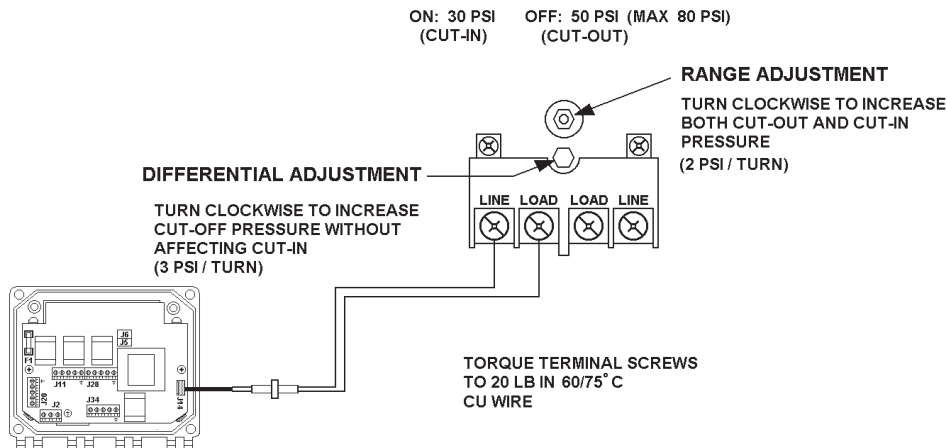 ON: 30 PSI OFF: 50 PSI (MAX 80 PSI)
(CUT-IN) (CUT-OUT)
RANGE ADJUSTMENT
TURN CLOCKWISE TO INCREASE
BOTH CUT-OUT AND CUT-IN
PRESSURE
(2 PSI / TURN)
DIFFERENTIAL ADJUSTMENT
TURN CLOCKWISE TO INCREASE
CUT-OFF PRESSURE WITHOUT
AFFECTING CUT-IN
(3 PSI / TURN)
LINE LOAD LOAD LINE
J6
J5
F1
J11 J28
J20
J2
J34
J14
TORQUE TERMINAL SCREWS
TO 20 LB IN 60/75°C
CU WIRE